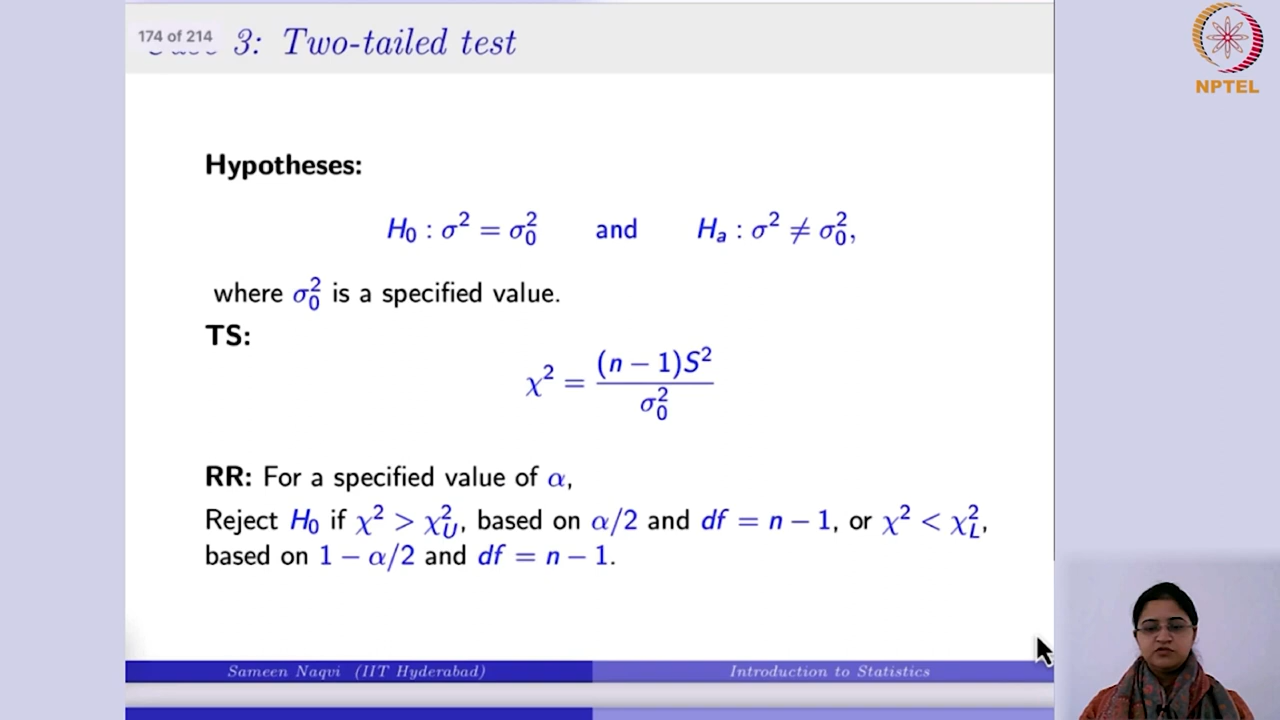 174 of 214
3: Two-tailed test
NPTEL
Hypotheses:
H₀ : σ² = σ₀² and Hₐ : σ² ≠ σ₀²,
where σ₀² is a specified value.
TS:
χ² = (n − 1)S² / σ₀²
RR: For a specified value of α,
Reject H₀ if χ² > χ²_U, based on α/2 and df = n − 1, or χ² < χ²_L,
based on 1 − α/2 and df = n − 1.
Sameen Naqvi (IIT Hyderabad) Introduction to Statistics